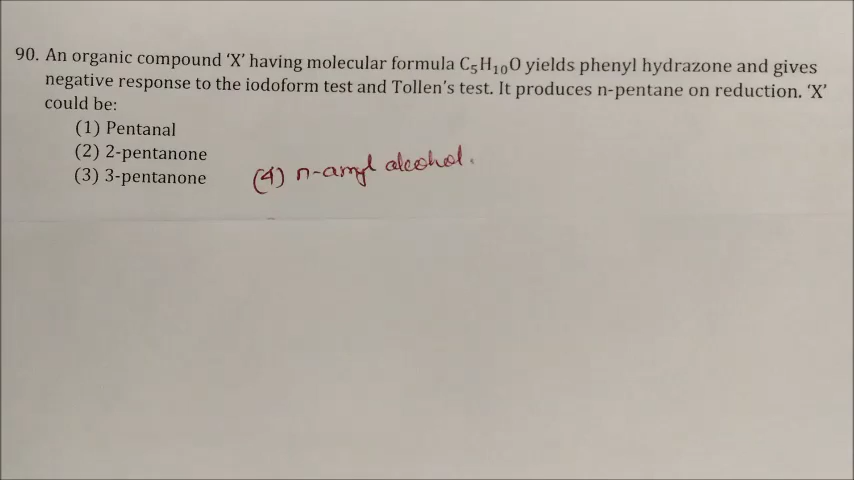 90. An organic compound ‘X’ having molecular formula C₅H₁₀O yields phenyl hydrazone and gives
negative response to the iodoform test and Tollen’s test. It produces n-pentane on reduction. ‘X’
could be:
(1) Pentanal
(2) 2-pentanone
(3) 3-pentanone
(4) n-amyl alcohol.